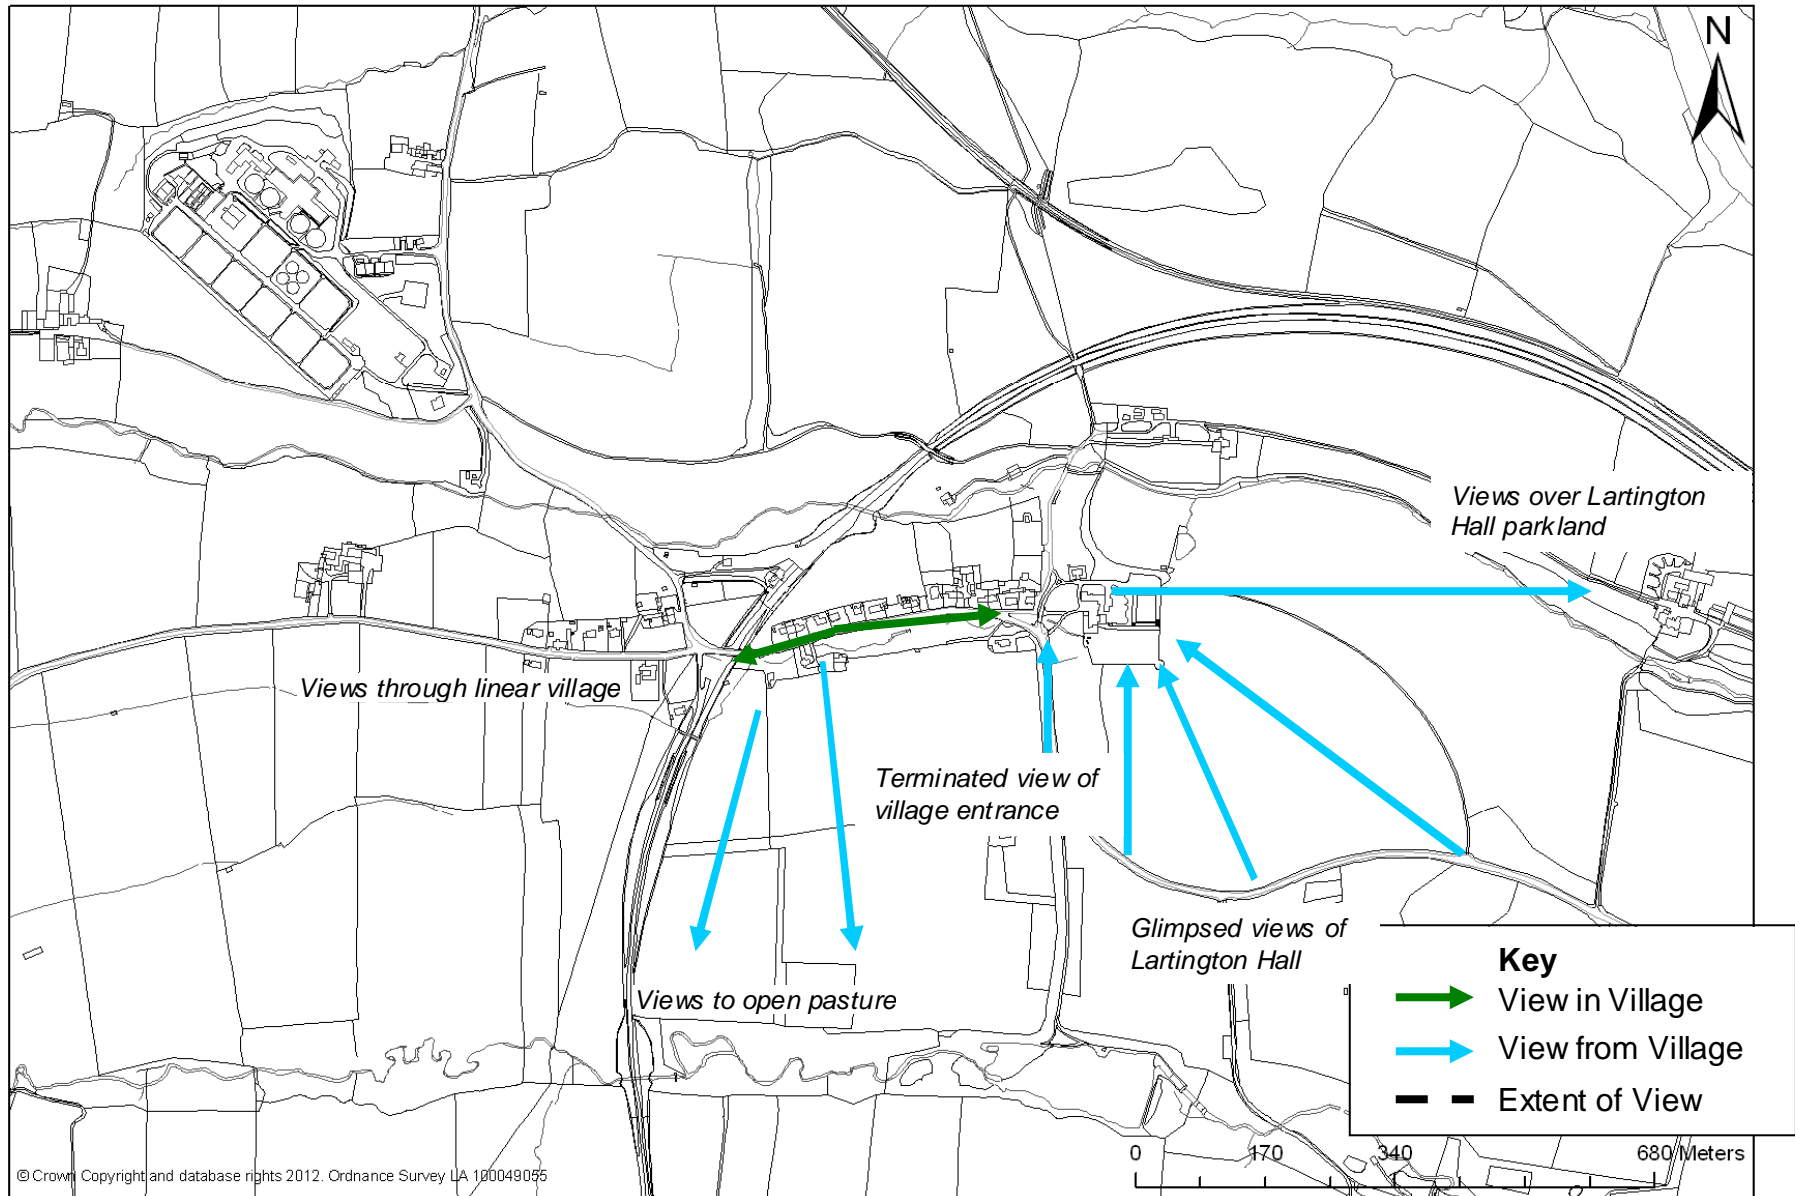 N
Views over Lartington
Hall parkland
Views through linear village
Terminated view of
village entrance
Glimpsed views of
Lartington Hall
Views to open pasture
Key
View in Village
View from Village
Extent of View
0 170 340 680 Meters
© Crown Copyright and database rights 2012. Ordnance Survey LA 100049055